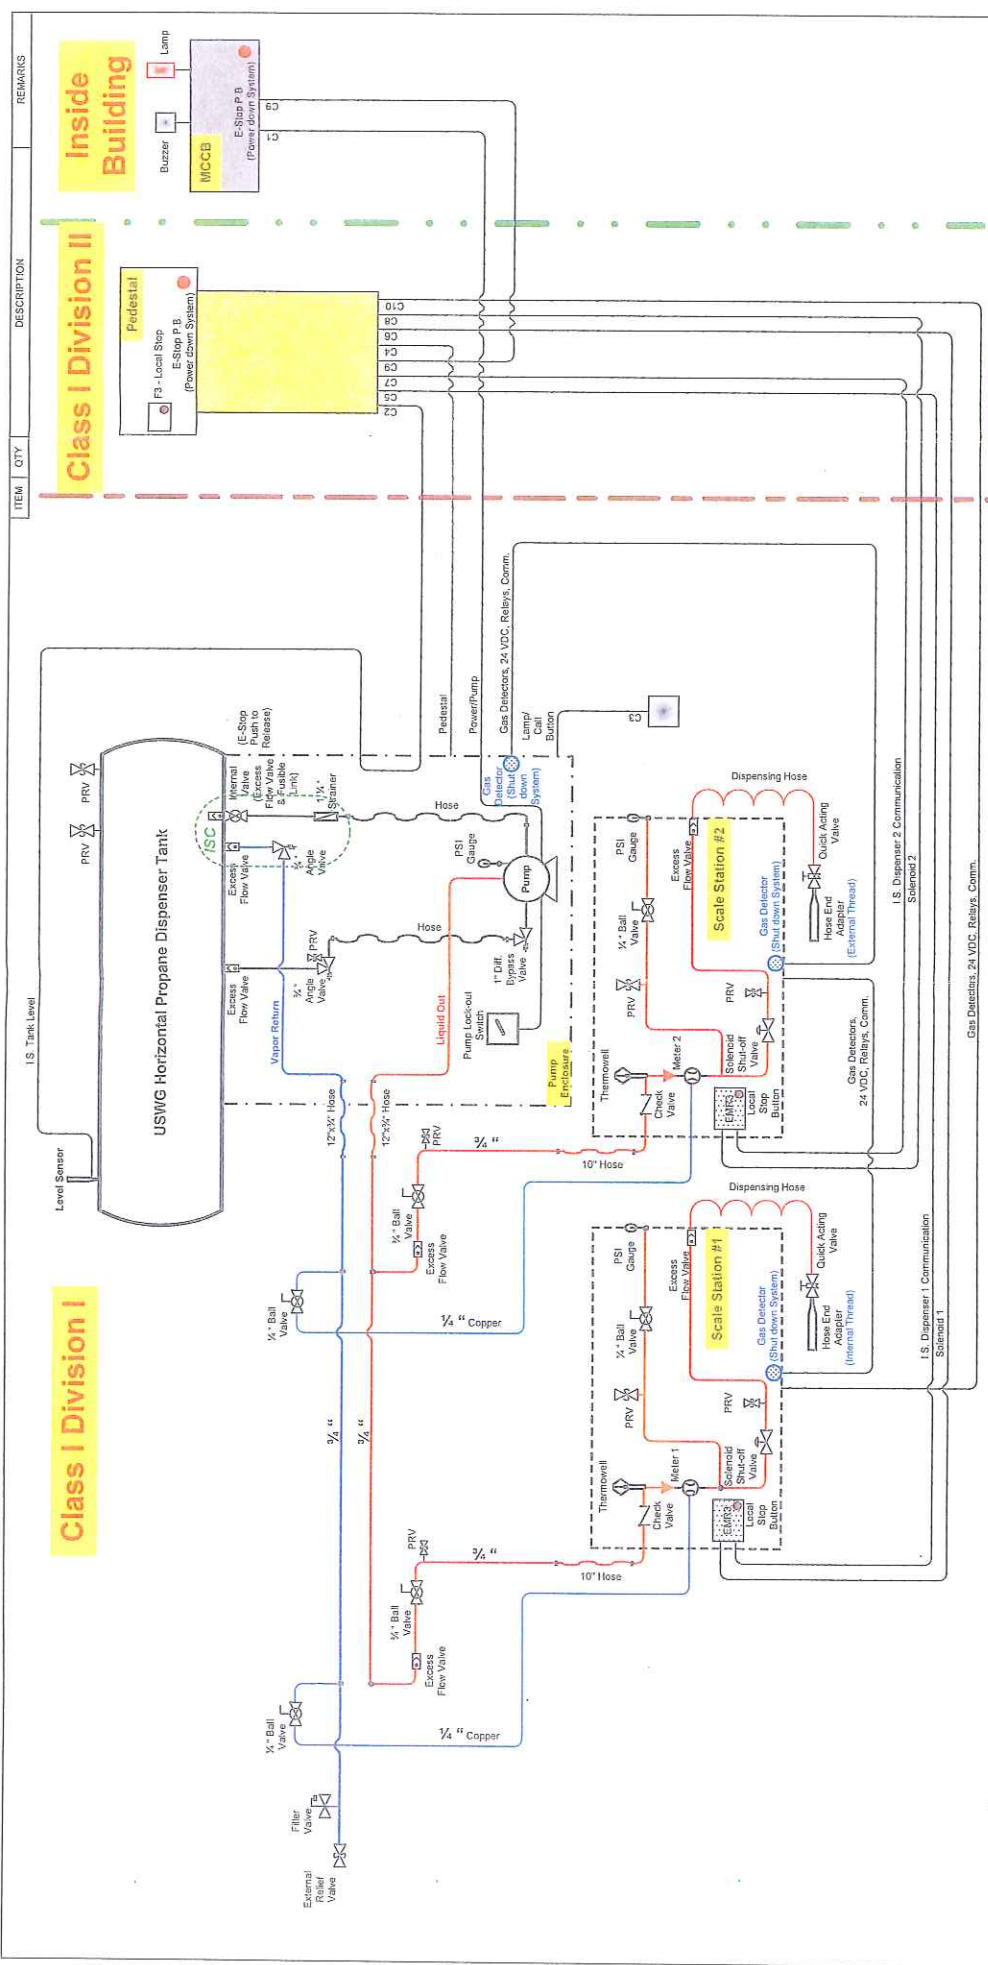 ITEM
QTY
DESCRIPTION
REMARKS
Class I Division I
Class I Division II
Inside
Building
Buzzer
Lamp
MCCB
E-Stop P.B.
(Power down System)
C1
C9
Pedestal
F3 - Local Stop
E-Stop P.B.
(Power down System)
C2
C5
C7
C9
C4
C6
C8
C10
I.S. Tank Level
Level Sensor
USWG Horizontal Propane Dispenser Tank
PRV
PRV
Excess
Flow Valve
Excess
Flow Valve
ISC
Internal
Valve
(Excess
Flow Valve
& Fusible
Link)
(E-Stop
Push to
Release)
¾"
Angle
Valve
PRV
Angle
Valve
1¼"
Strainer
Vapor Return
Liquid Out
Hose
Hose
PSI
Gauge
Pump
1" Diff.
Bypass
Valve
Pump Lock-out
Switch
Pump
Enclosure
Pedestal
Power/Pump
Gas Detectors, 24 VDC, Relays, Comm.
Gas
Detector
(Shut
down
System)
Lamp/
Call
Button
C3
12"x¾" Hose
12"x¾" Hose
¼" Ball
Valve
¼" Ball
Valve
Filler
Valve
External
Relief
Valve
¾"
¾"
¼" Copper
¼" Copper
Excess
Flow Valve
¾" Ball
Valve
PRV
¾"
10" Hose
Excess
Flow Valve
¾" Ball
Valve
PRV
¾"
10" Hose
Scale Station #1
Thermowell
Check
Valve
Meter 1
PRV
¼" Ball
Valve
PSI
Gauge
EMR3
Local
Stop
Button
Solenoid
Shut-off
Valve
PRV
Excess
Flow Valve
Gas Detector
(Shut down System)
Dispensing Hose
Hose End
Adapter
(Internal Thread)
Quick Acting
Valve
Scale Station #2
Thermowell
Check
Valve
Meter 2
PRV
¼" Ball
Valve
PSI
Gauge
EMR3
Local
Stop
Button
Solenoid
Shut-off
Valve
PRV
Excess
Flow Valve
Gas Detector
(Shut down System)
Dispensing Hose
Hose End
Adapter
(External Thread)
Quick Acting
Valve
Gas Detectors,
24 VDC, Relays, Comm.
I.S. Dispenser 2 Communication
Solenoid 2
I.S. Dispenser 1 Communication
Solenoid 1
Gas Detectors, 24 VDC, Relays, Comm.